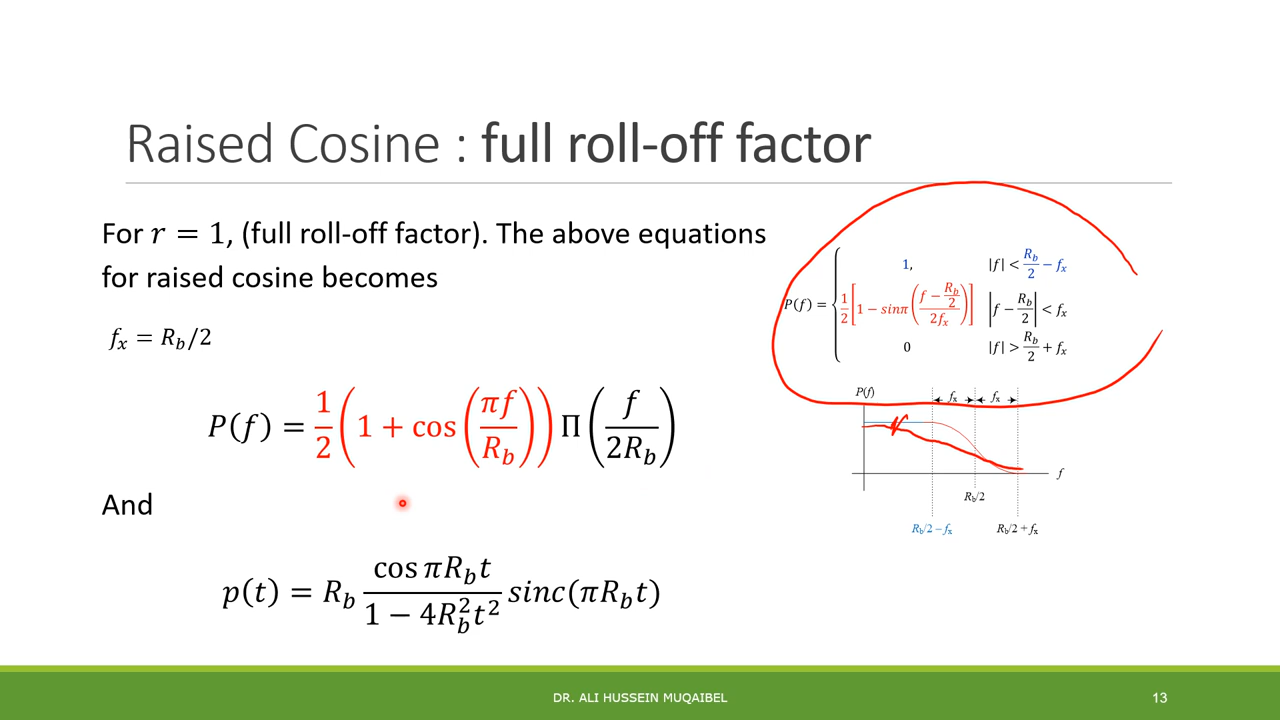 Raised Cosine : full roll-off factor
For r = 1, (full roll-off factor). The above equations
for raised cosine becomes
f_x = R_b/2
P(f) = 1/2 (1 + cos(πf/R_b)) Π(f/2R_b)
And
p(t) = R_b cos πR_b t / 1 − 4R_b^2 t^2 sinc(πR_b t)
P(f) = { 1, |f| < R_b/2 − f_x
1/2 [1 − sinπ((f − R_b/2)/2f_x)] |f − R_b/2| < f_x
0 |f| > R_b/2 + f_x
P(f)
f_x f_x
f
R_b/2
R_b/2 − f_x R_b/2 + f_x
DR. ALI HUSSEIN MUQAIBEL
13